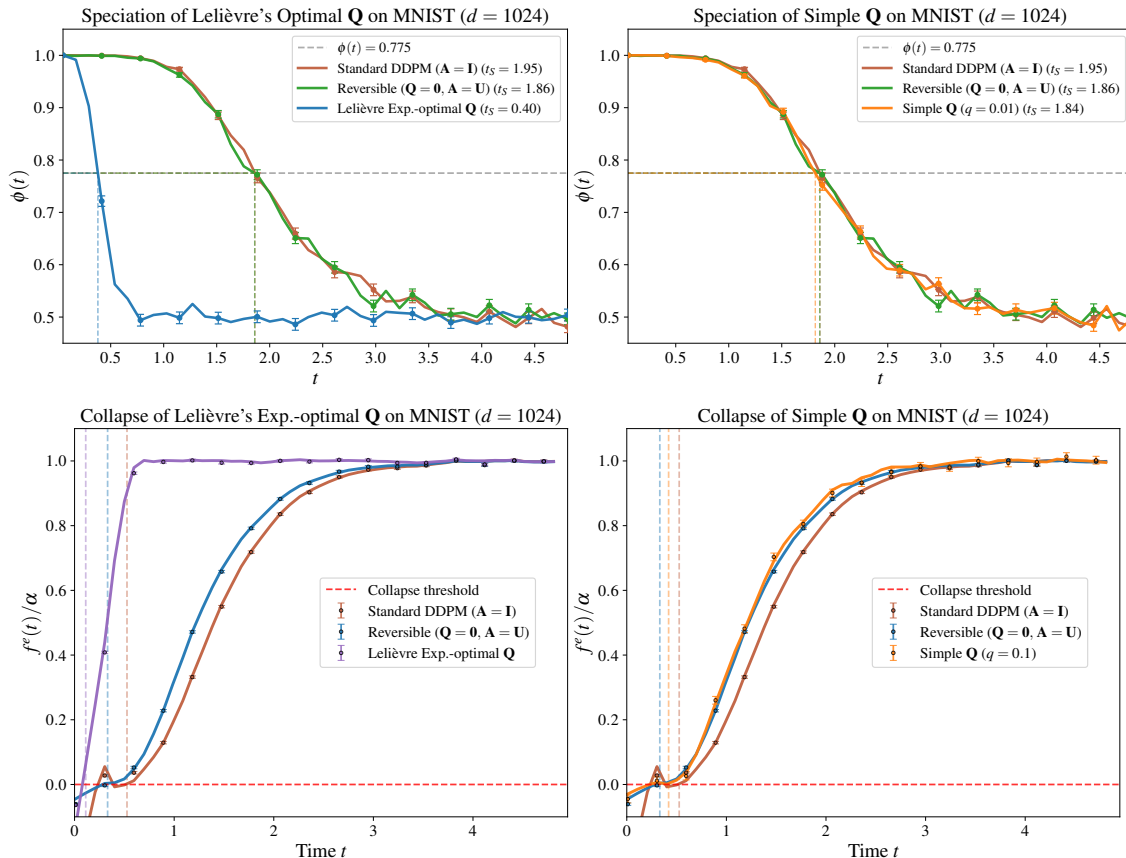 Speciation of Lelièvre's Optimal Q on MNIST (d = 1024)
ϕ(t) = 0.775
Standard DDPM (A = I) (t_S = 1.95)
Reversible (Q = 0, A = U) (t_S = 1.86)
Lelièvre Exp.-optimal Q (t_S = 0.40)
1.0
0.9
0.8
0.7
0.6
0.5
ϕ(t)
0.5 1.0 1.5 2.0 2.5 3.0 3.5 4.0 4.5
t
Speciation of Simple Q on MNIST (d = 1024)
ϕ(t) = 0.775
Standard DDPM (A = I) (t_S = 1.95)
Reversible (Q = 0, A = U) (t_S = 1.86)
Simple Q (q = 0.01) (t_S = 1.84)
1.0
0.9
0.8
0.7
0.6
0.5
ϕ(t)
0.5 1.0 1.5 2.0 2.5 3.0 3.5 4.0 4.5
t
Collapse of Lelièvre's Exp.-optimal Q on MNIST (d = 1024)
1.0
0.8
0.6
0.4
0.2
0.0
f^e(t)/α
Collapse threshold
Standard DDPM (A = I)
Reversible (Q = 0, A = U)
Lelièvre Exp.-optimal Q
0 1 2 3 4
Time t
Collapse of Simple Q on MNIST (d = 1024)
1.0
0.8
0.6
0.4
0.2
0.0
f^e(t)/α
Collapse threshold
Standard DDPM (A = I)
Reversible (Q = 0, A = U)
Simple Q (q = 0.1)
0 1 2 3 4
Time t